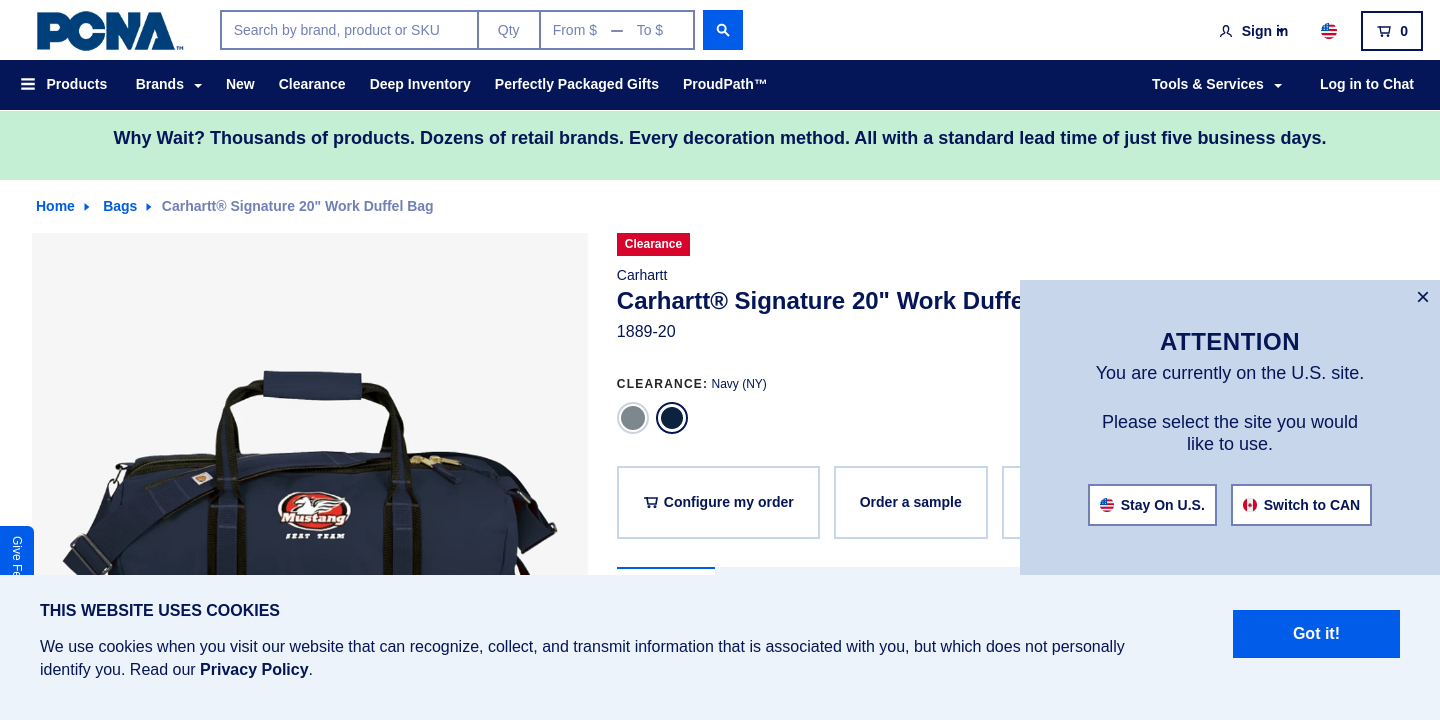 PCNA™
Search by brand, product or SKU
Qty
From $ — To $
Sign in
0
Products
Brands
New
Clearance
Deep Inventory
Perfectly Packaged Gifts
ProudPath™
Tools & Services
Log in to Chat
Why Wait? Thousands of products. Dozens of retail brands. Every decoration method. All with a standard lead time of just five business days.
Home
Bags
Carhartt® Signature 20" Work Duffel Bag
Clearance
Carhartt
Carhartt® Signature 20" Work Duffe
1889-20
CLEARANCE: Navy (NY)
Configure my order
Order a sample
Mustang
SEAT TEAM
×
ATTENTION
You are currently on the U.S. site.
Please select the site you would
like to use.
Stay On U.S.
Switch to CAN
Give Fe
THIS WEBSITE USES COOKIES
We use cookies when you visit our website that can recognize, collect, and transmit information that is associated with you, but which does not personally
identify you. Read our Privacy Policy.
Got it!